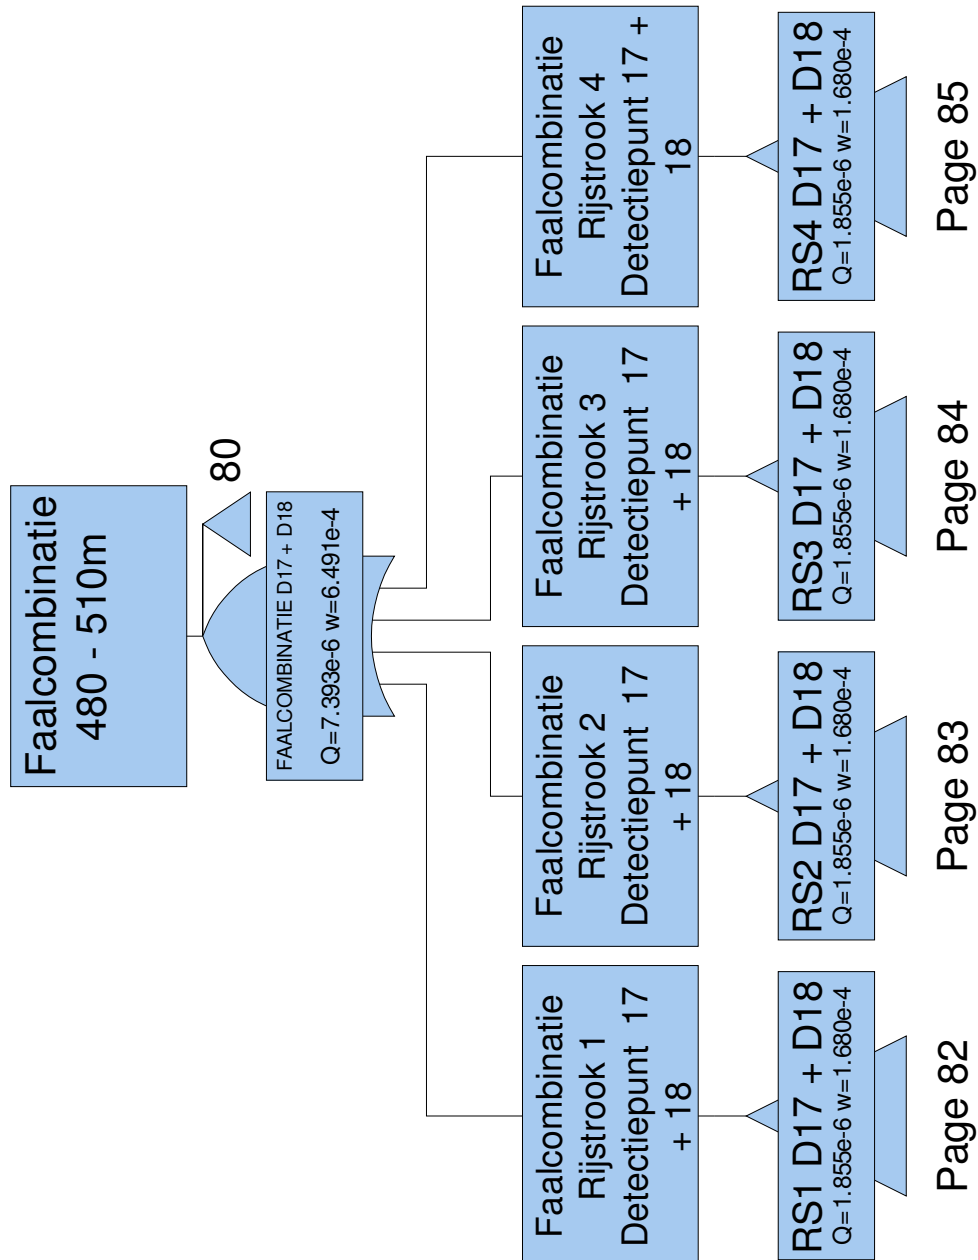 Faalcombinatie
480 - 510m
80
FAALCOMBINATIE D17 + D18
Q=7.393e-6 w=6.491e-4
Faalcombinatie
Rijstrook 1
Detectiepunt 17
+ 18
RS1 D17 + D18
Q=1.855e-6 w=1.680e-4
Page 82
Faalcombinatie
Rijstrook 2
Detectiepunt 17
+ 18
RS2 D17 + D18
Q=1.855e-6 w=1.680e-4
Page 83
Faalcombinatie
Rijstrook 3
Detectiepunt 17
+ 18
RS3 D17 + D18
Q=1.855e-6 w=1.680e-4
Page 84
Faalcombinatie
Rijstrook 4
Detectiepunt 17 +
18
RS4 D17 + D18
Q=1.855e-6 w=1.680e-4
Page 85